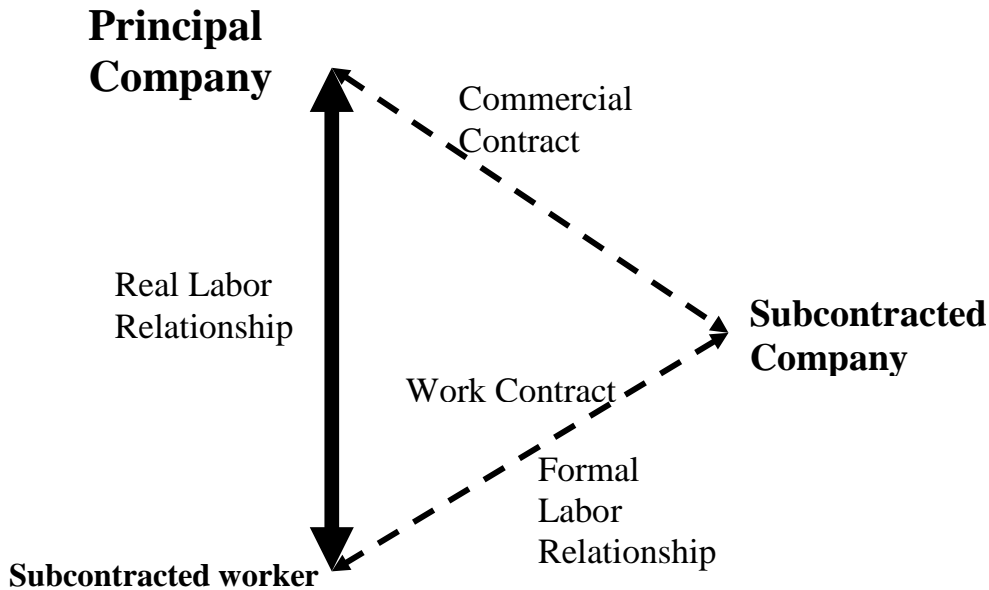 Principal
Company
Commercial
Contract
Real Labor
Relationship
Subcontracted
Company
Work Contract
Formal
Labor
Relationship
Subcontracted worker